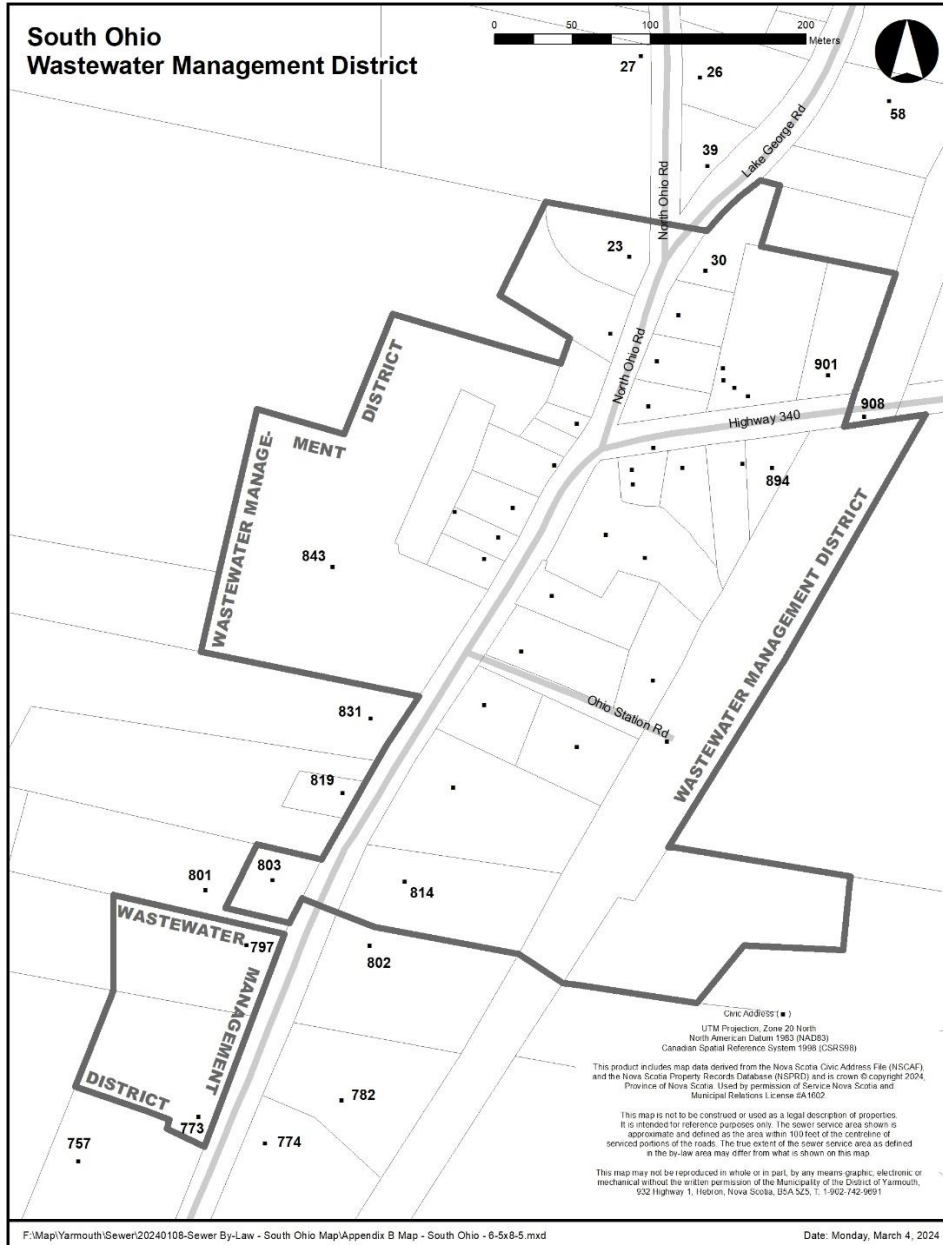 South Ohio
Wastewater Management District
0 50 100 200
Meters
27
26
58
39
Lake George Rd
North Ohio Rd
23
30
North Ohio Rd
901
908
Highway 340
894
WASTEWATER MANAGE-
MENT
DISTRICT
843
WASTEWATER MANAGEMENT DISTRICT
Ohio Station Rd
831
819
803
801
814
WASTEWATER
MANAGEMENT
DISTRICT
797
802
782
774
773
757
Civic Address ( ■ )
UTM Projection, Zone 20 North
North American Datum 1983 (NAD83)
Canadian Spatial Reference System 1998 (CSRS98)
This product includes map data derived from the Nova Scotia Civic Address File (NSCAF),
and the Nova Scotia Property Records Database (NSPRD) and is crown © copyright 2024,
Province of Nova Scotia. Used by permission of Service Nova Scotia and
Municipal Relations License #A1602.
This map is not to be construed or used as a legal description of properties.
It is intended for reference purposes only. The sewer service area shown is
approximate and defined as the area within 100 feet of the centreline of
serviced portions of the roads. The true extent of the sewer service area as defined
in the by-law area may differ from what is shown on this map.
This map may not be reproduced in whole or in part, by any means-graphic, electronic or
mechanical without the written permission of the Municipality of the District of Yarmouth,
932 Highway 1, Hebron, Nova Scotia, B5A 5Z5, T: 1-902-742-9691
F:\Map\Yarmouth\Sewer\20240108-Sewer By-Law - South Ohio Map\Appendix B Map - South Ohio - 6-5x8-5.mxd
Date: Monday, March 4, 2024